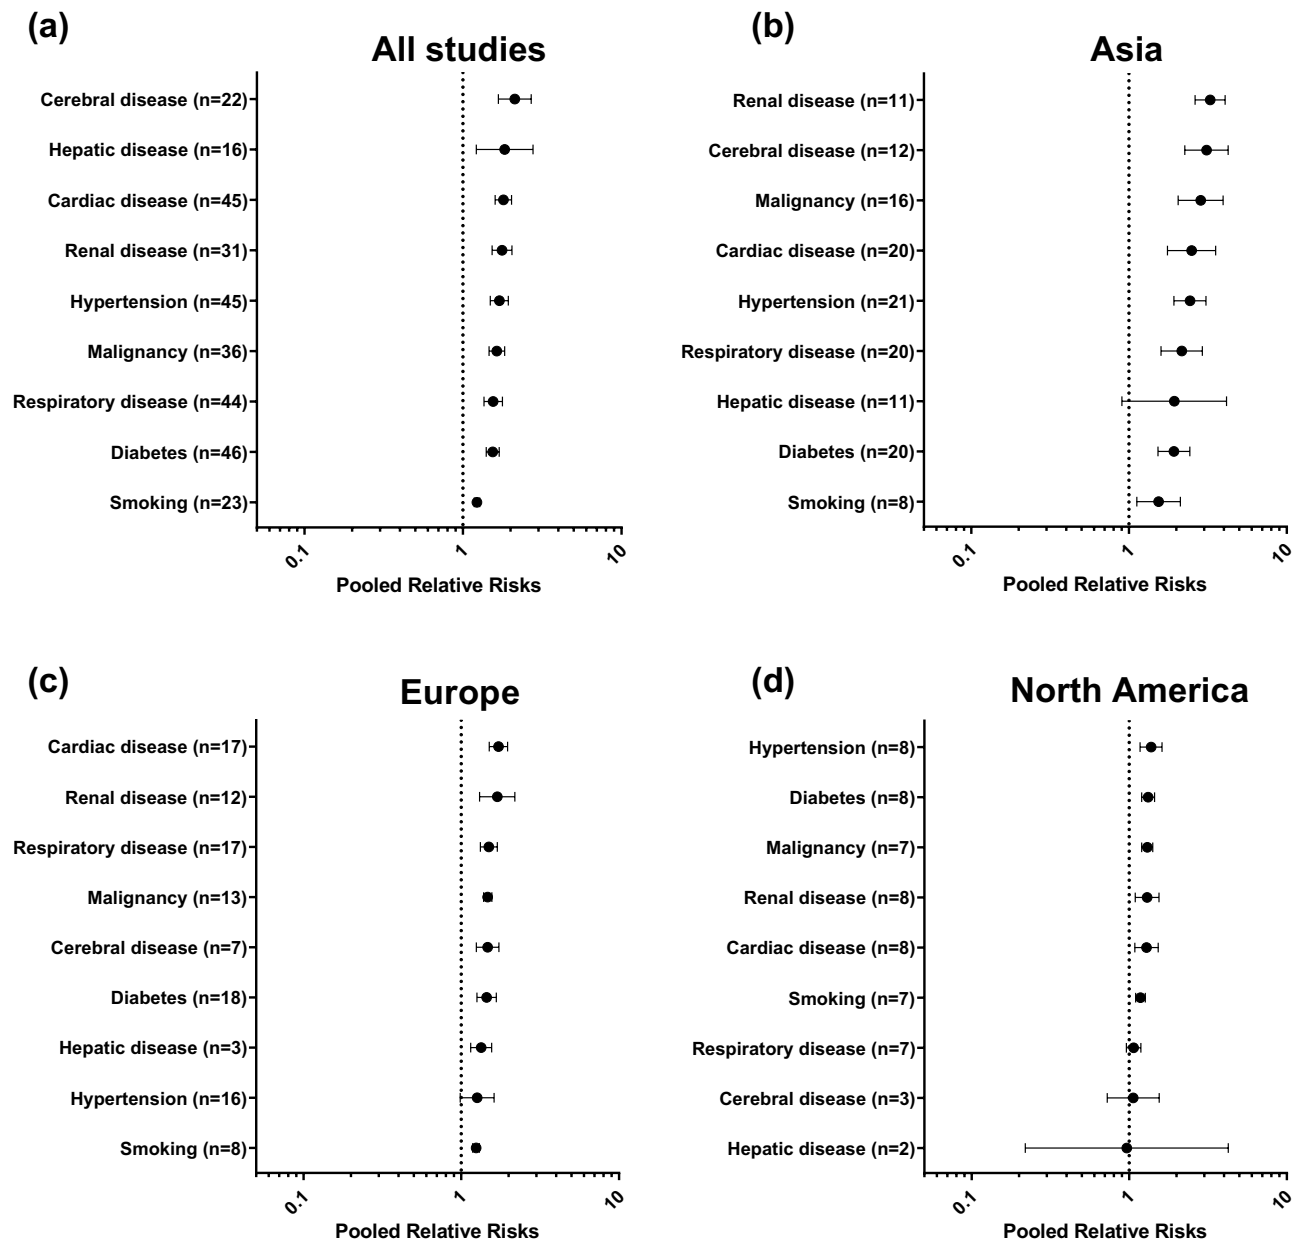 (a)
All studies
Cerebral disease (n=22)
Hepatic disease (n=16)
Cardiac disease (n=45)
Renal disease (n=31)
Hypertension (n=45)
Malignancy (n=36)
Respiratory disease (n=44)
Diabetes (n=46)
Smoking (n=23)
0.1
1
10
Pooled Relative Risks
(b)
Asia
Renal disease (n=11)
Cerebral disease (n=12)
Malignancy (n=16)
Cardiac disease (n=20)
Hypertension (n=21)
Respiratory disease (n=20)
Hepatic disease (n=11)
Diabetes (n=20)
Smoking (n=8)
0.1
1
10
Pooled Relative Risks
(c)
Europe
Cardiac disease (n=17)
Renal disease (n=12)
Respiratory disease (n=17)
Malignancy (n=13)
Cerebral disease (n=7)
Diabetes (n=18)
Hepatic disease (n=3)
Hypertension (n=16)
Smoking (n=8)
0.1
1
10
Pooled Relative Risks
(d)
North America
Hypertension (n=8)
Diabetes (n=8)
Malignancy (n=7)
Renal disease (n=8)
Cardiac disease (n=8)
Smoking (n=7)
Respiratory disease (n=7)
Cerebral disease (n=3)
Hepatic disease (n=2)
0.1
1
10
Pooled Relative Risks